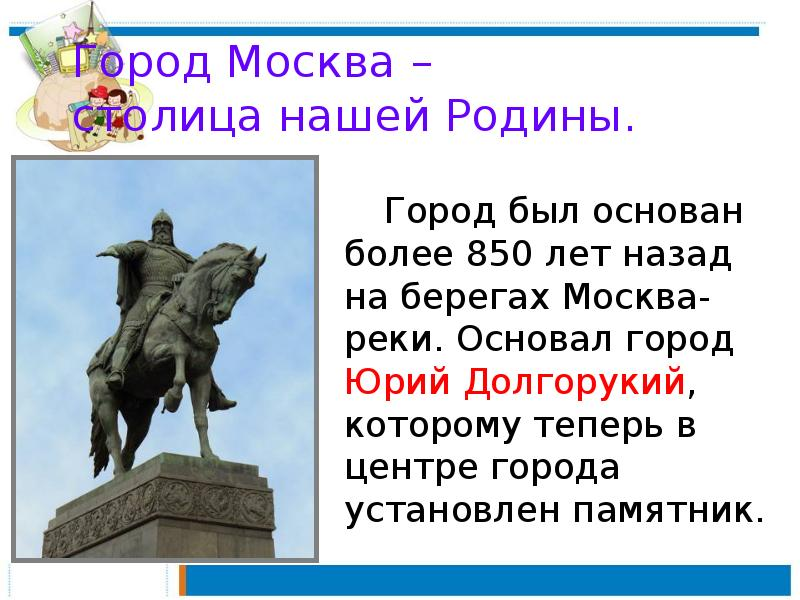 Город Москва –
столица нашей Родины.
Город был основан
более 850 лет назад
на берегах Москва-
реки. Основал город
Юрий Долгорукий,
которому теперь в
центре города
установлен памятник.